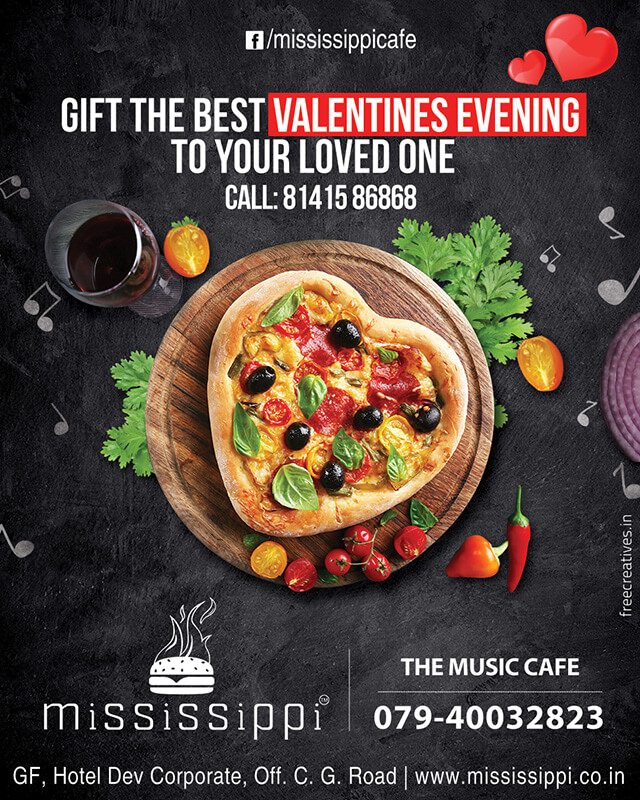 f/mississippicafe
GIFT THE BEST VALENTINES EVENING
TO YOUR LOVED ONE
CALL: 81415 86868
freecreatives.in
mississippi™
THE MUSIC CAFE
079-40032823
GF, Hotel Dev Corporate, Off. C. G. Road | www.mississippi.co.in